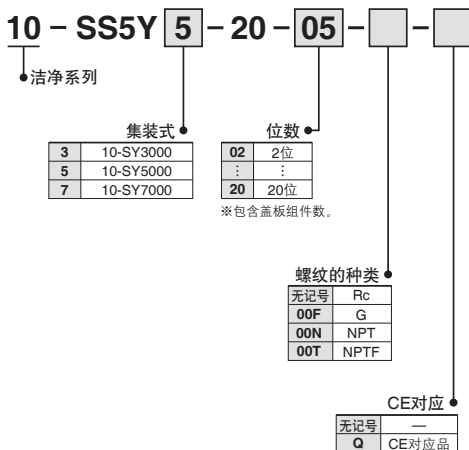 10 – SS5Y 5 – 20 – 05 – –
洁净系列
集装式
3 10-SY3000
5 10-SY5000
7 10-SY7000
位数
02 2位
⋮ ⋮
20 20位
※包含盖板组件数。
螺纹的种类
无记号 Rc
00F G
00N NPT
00T NPTF
CE对应
无记号 —
Q CE对应品